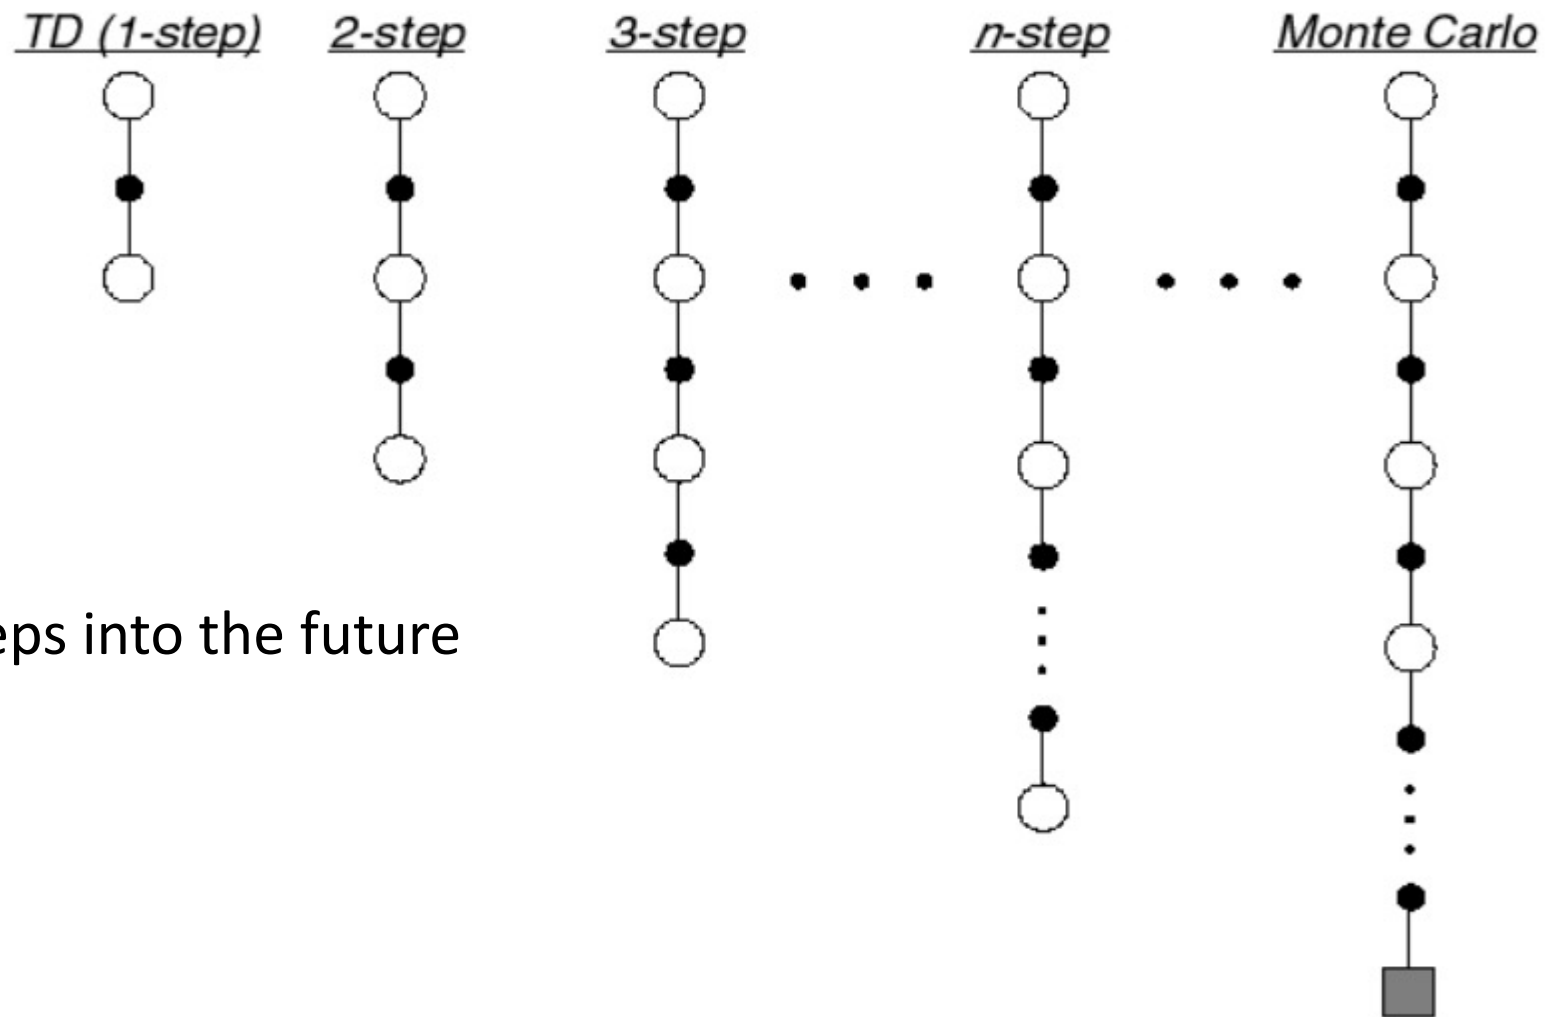 TD (1-step) 2-step 3-step n-step Monte Carlo
eps into the future